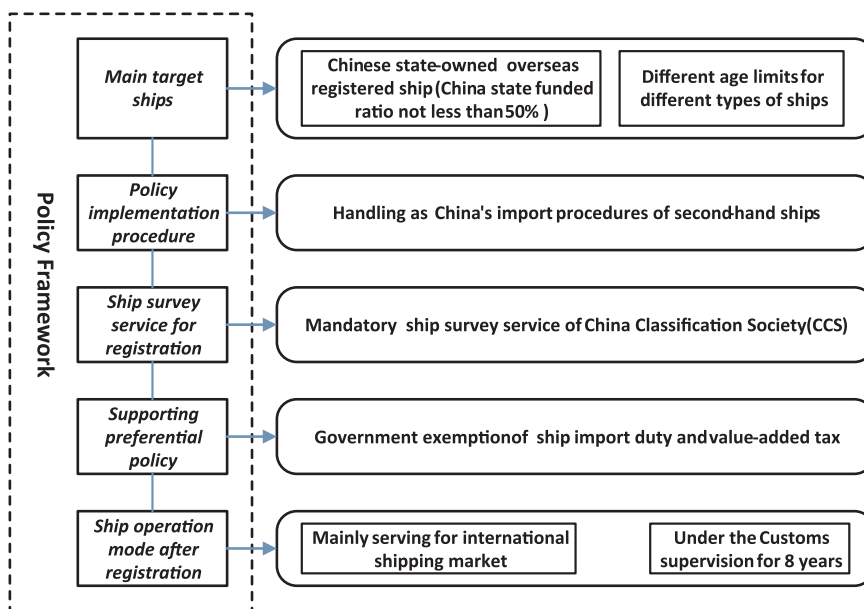 Policy Framework
Main target
ships
Chinese state-owned overseas
registered ship(China state funded
ratio not less than50% )
Different age limits for
different types of ships
Policy
implementation
procedure
Handling as China's import procedures of second-hand ships
Ship survey
service for
registration
Mandatory ship survey service of China Classification Society(CCS)
Supporting
preferential
policy
Government exemptionof ship import duty andvalue-added tax
Ship operation
mode after
registration
Mainly serving for international
shipping market
Under the Customs
supervision for 8 years